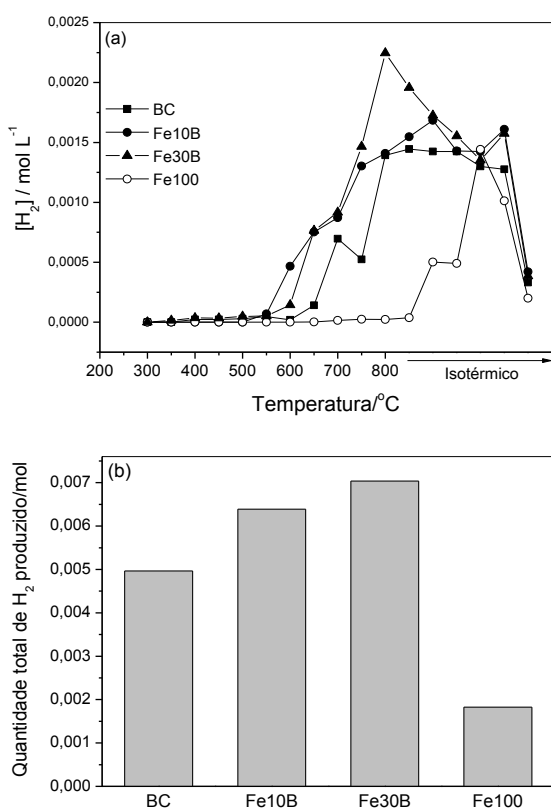 (a)
0,0025
0,0020
0,0015
0,0010
0,0005
0,0000
[H₂] / mol L⁻¹
BC
Fe10B
Fe30B
Fe100
200 300 400 500 600 700 800
Isotérmico
Temperatura/°C
(b)
0,007
0,006
0,005
0,004
0,003
0,002
0,001
0,000
Quantidade total de H₂ produzido/mol
BC Fe10B Fe30B Fe100